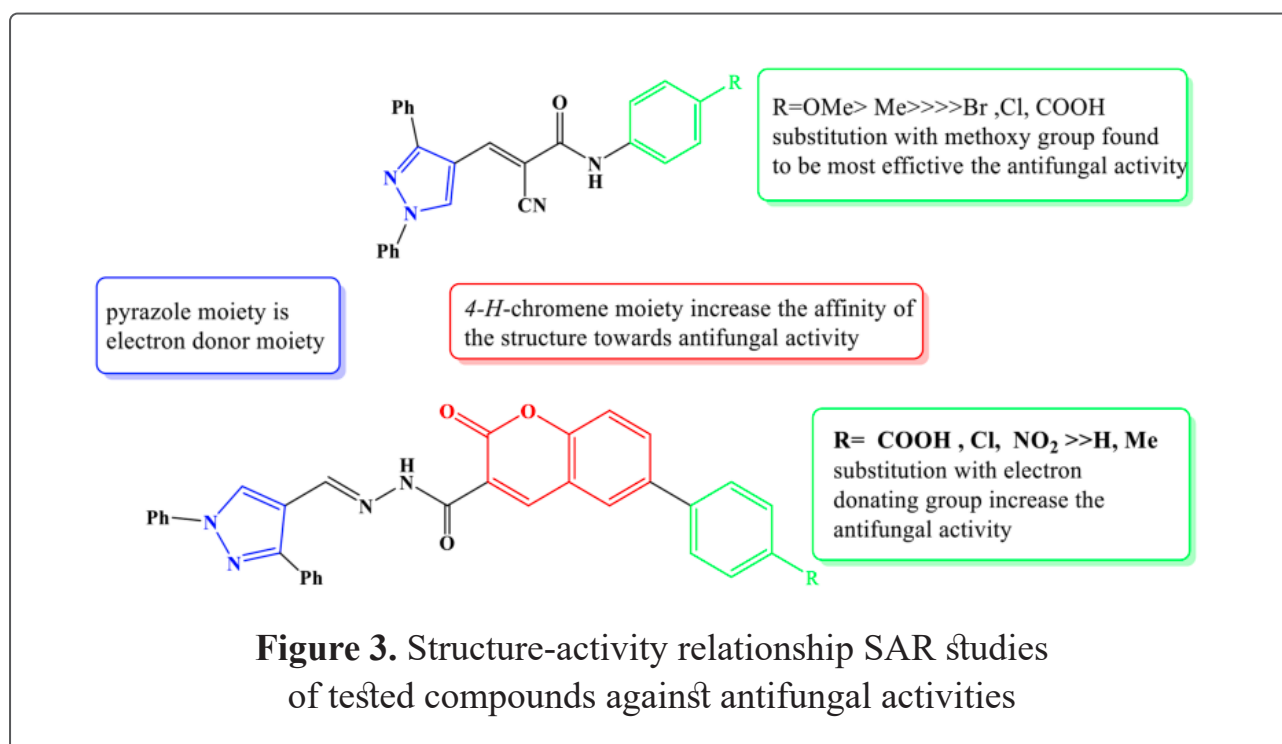 Ph
O
R
N
N
N
H
CN
Ph
R=OMe> Me>>>>Br ,Cl, COOH
substitution with methoxy group found
to be most effictive the antifungal activity
pyrazole moiety is
electron donor moiety
4-H-chromene moiety increase the affinity of
the structure towards antifungal activity
O
O
H
N
N
O
Ph
N
N
Ph
R
R= COOH , Cl, NO₂ >>H, Me
substitution with electron
donating group increase the
antifungal activity
Figure 3. Structure-activity relationship SAR studies
of tested compounds against antifungal activities